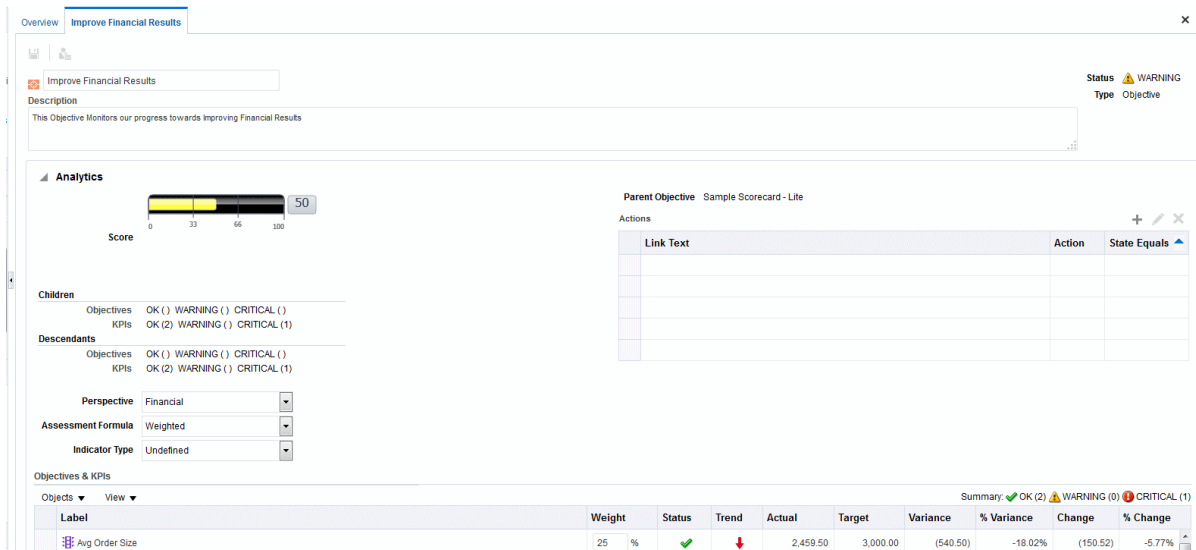 Overview Improve Financial Results
Improve Financial Results
Status WARNING
Type Objective
Description
This Objective Monitors our progress towards Improving Financial Results
Analytics
50
0 33 66 100
Score
Parent Objective Sample Scorecard - Lite
Actions
Link Text Action State Equals
Children
Objectives OK ( ) WARNING ( ) CRITICAL ( )
KPIs OK (2) WARNING ( ) CRITICAL (1)
Descendants
Objectives OK ( ) WARNING ( ) CRITICAL ( )
KPIs OK (2) WARNING ( ) CRITICAL (1)
Perspective Financial
Assessment Formula Weighted
Indicator Type Undefined
Objectives & KPIs
Objects View Summary: OK (2) WARNING (0) CRITICAL (1)
Label Weight Status Trend Actual Target Variance % Variance Change % Change
Avg Order Size 25 % 2,459.50 3,000.00 (540.50) -18.02% (150.52) -5.77%